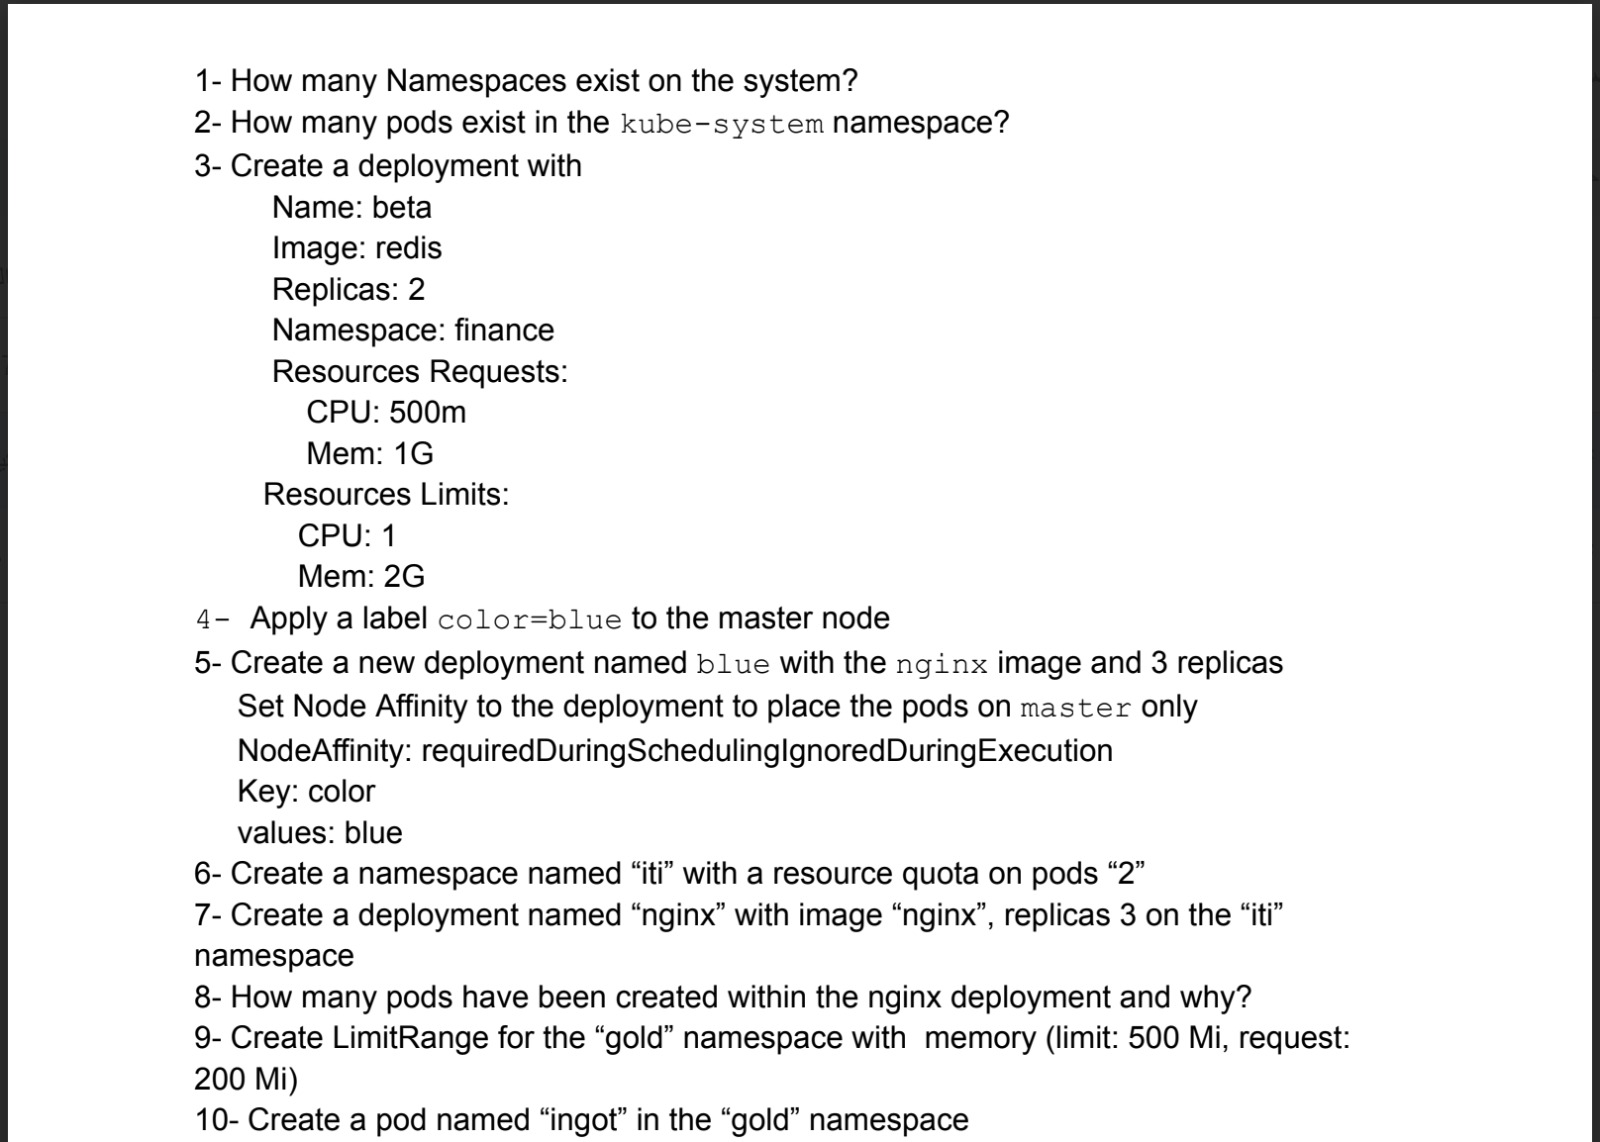 1- How many Namespaces exist on the system?
2- How many pods exist in the kube-system namespace?
3- Create a deployment with
Name: beta
Image: redis
Replicas: 2
Namespace: finance
Resources Requests:
CPU: 500m
Mem: 1G
Resources Limits:
CPU: 1
Mem: 2G
4- Apply a label color=blue to the master node
5- Create a new deployment named blue with the nginx image and 3 replicas
Set Node Affinity to the deployment to place the pods on master only
NodeAffinity: requiredDuringSchedulingIgnoredDuringExecution
Key: color
values: blue
6- Create a namespace named “iti” with a resource quota on pods “2”
7- Create a deployment named “nginx” with image “nginx”, replicas 3 on the “iti”
namespace
8- How many pods have been created within the nginx deployment and why?
9- Create LimitRange for the “gold” namespace with  memory (limit: 500 Mi, request:
200 Mi)
10- Create a pod named “ingot” in the “gold” namespace